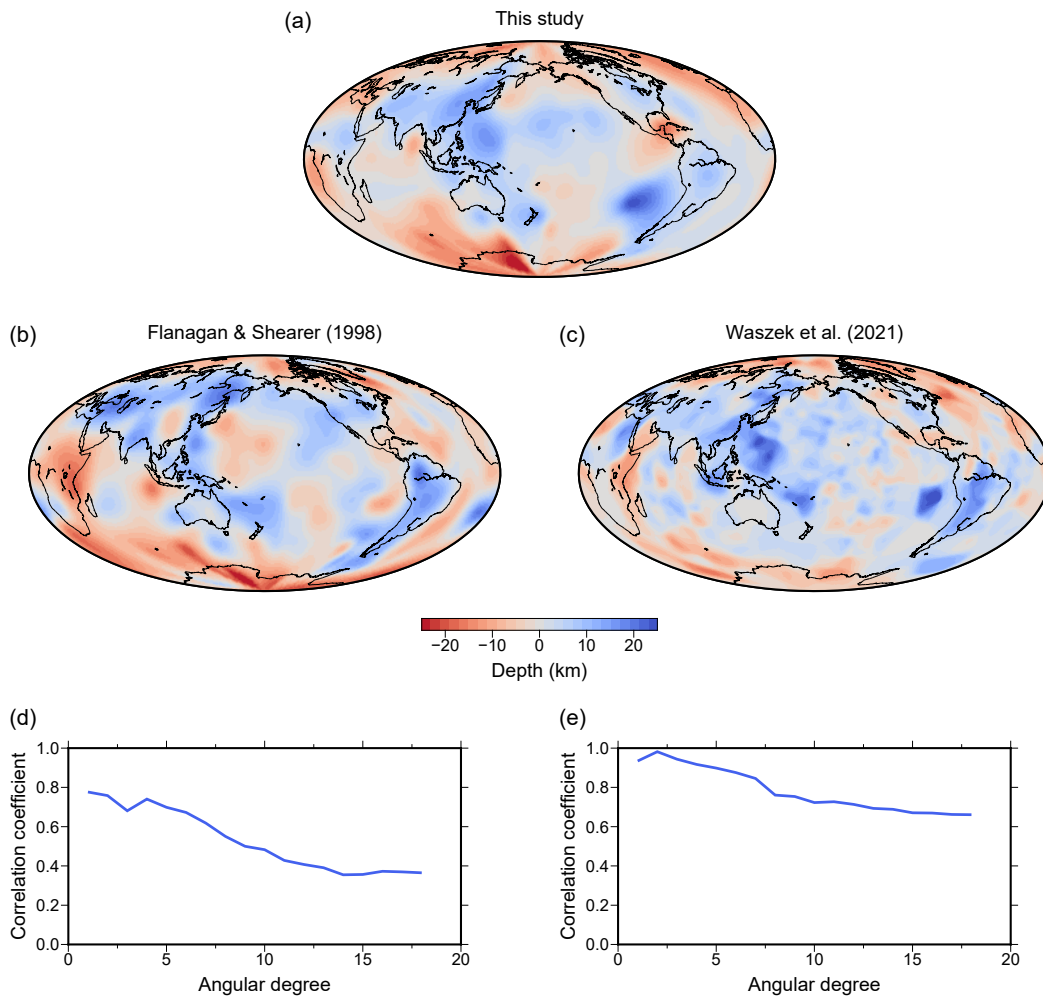 (a)
This study
(b)
Flanagan & Shearer (1998)
(c)
Waszek et al. (2021)
−20 −10 0 10 20
Depth (km)
(d)
1.0
0.8
0.6
0.4
0.2
0.0
Correlation coefficient
0 5 10 15 20
Angular degree
(e)
1.0
0.8
0.6
0.4
0.2
0.0
Correlation coefficient
0 5 10 15 20
Angular degree